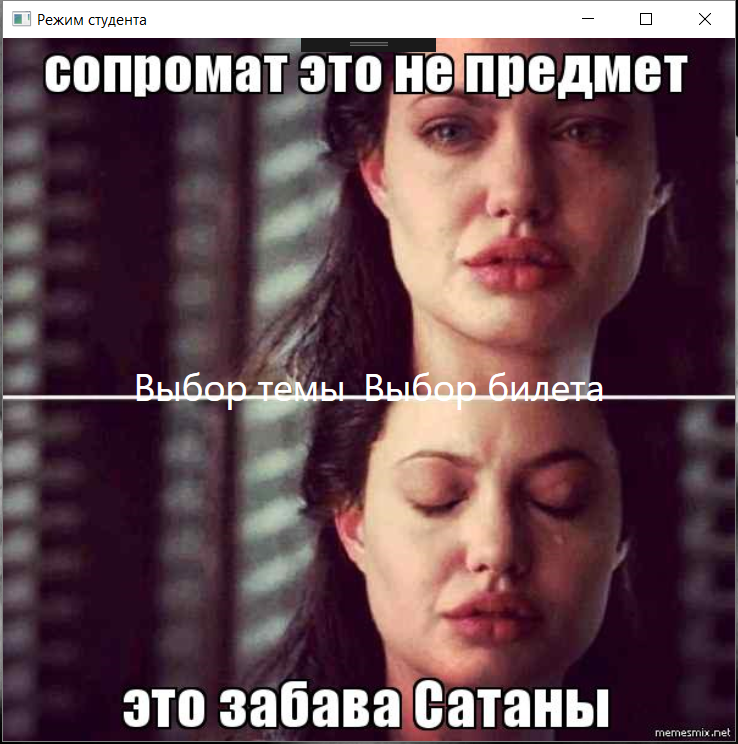 Режим студента
сопромат это не предмет
Выбор темы Выбор билета
это забава Сатаны
memesmix.net